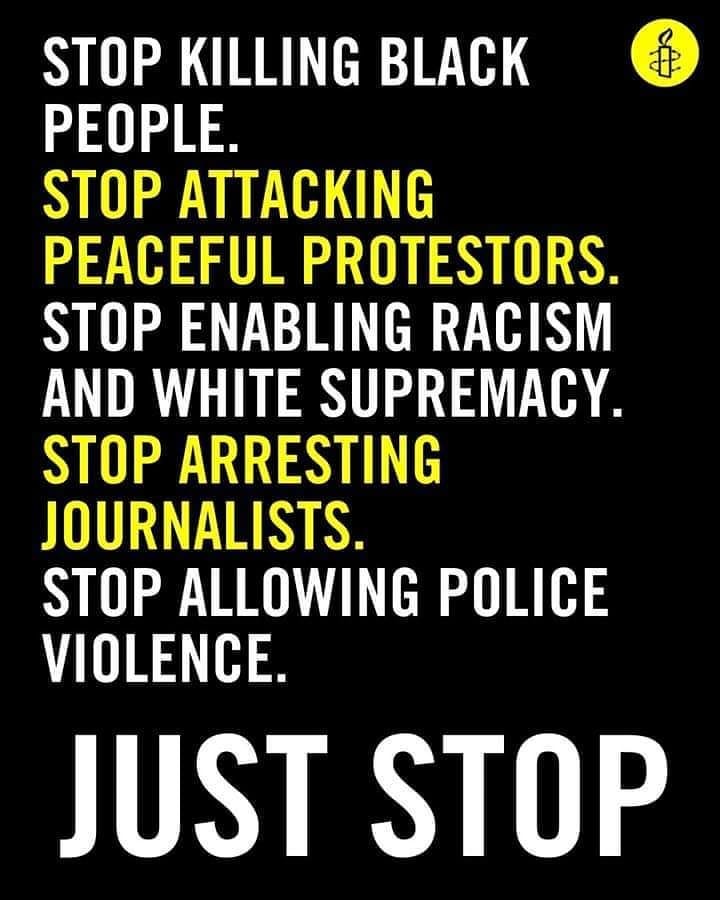 STOP KILLING BLACK
PEOPLE.
STOP ATTACKING
PEACEFUL PROTESTORS.
STOP ENABLING RACISM
AND WHITE SUPREMACY.
STOP ARRESTING
JOURNALISTS.
STOP ALLOWING POLICE
VIOLENCE.
JUST STOP